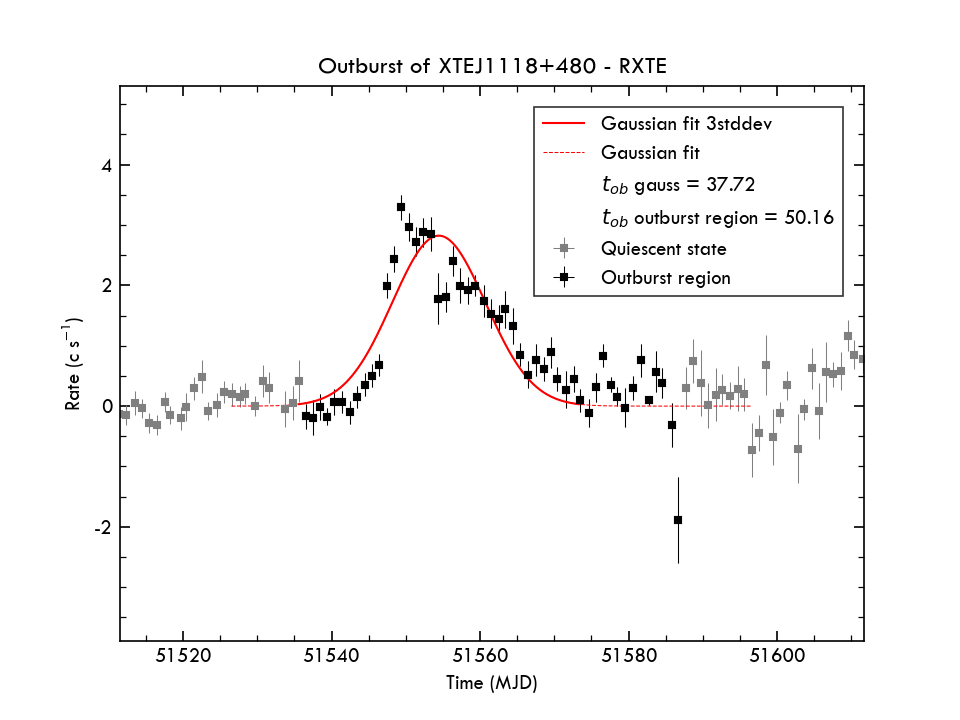 Outburst of XTEJ1118+480 - RXTE
Gaussian fit 3stddev
Gaussian fit
t_ob gauss = 37.72
t_ob outburst region = 50.16
Quiescent state
Outburst region
Rate (c s⁻¹)
4
2
0
-2
51520 51540 51560 51580 51600
Time (MJD)